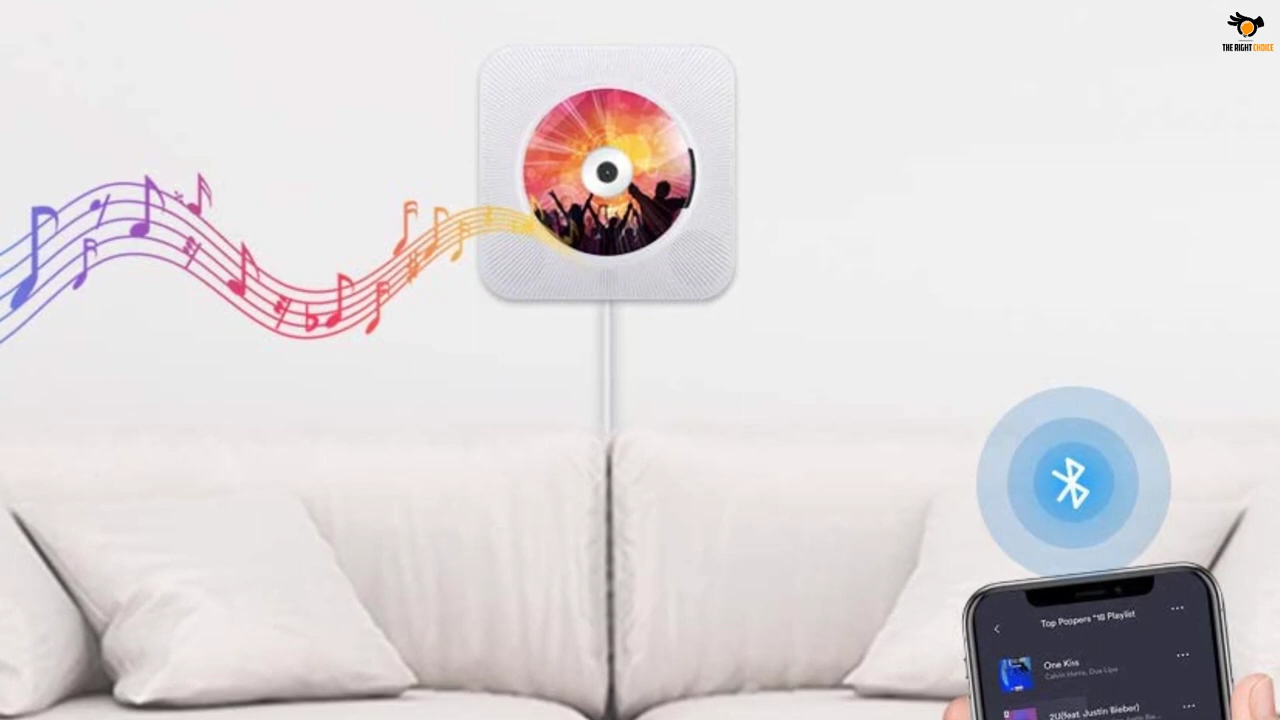 THE RIGHT CHOICE
Top Poppers "18 Playlist
One Kiss
Calvin Harris, Dua Lipa
2U(feat. Justin Bieber)